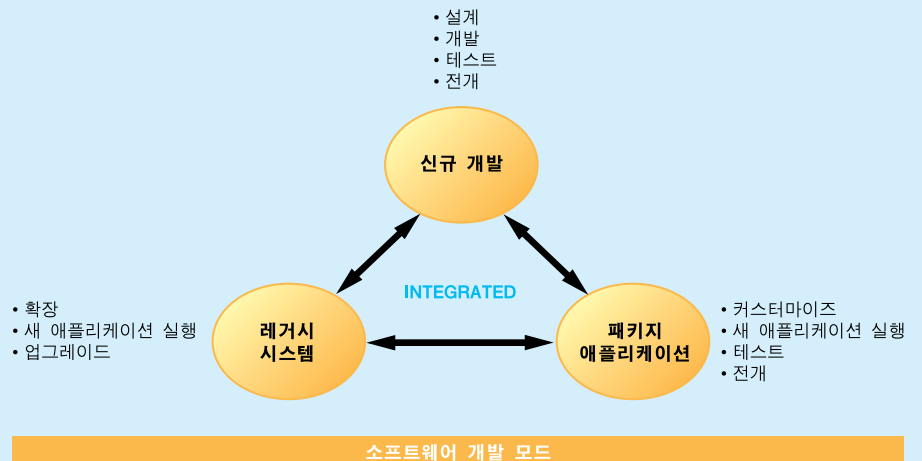 • 설계
• 개발
• 테스트
• 전개
신규 개발
INTEGRATED
• 확장
• 새 애플리케이션 실행
• 업그레이드
레거시
시스템
패키지
애플리케이션
• 커스터마이즈
• 새 애플리케이션 실행
• 테스트
• 전개
소프트웨어 개발 모드